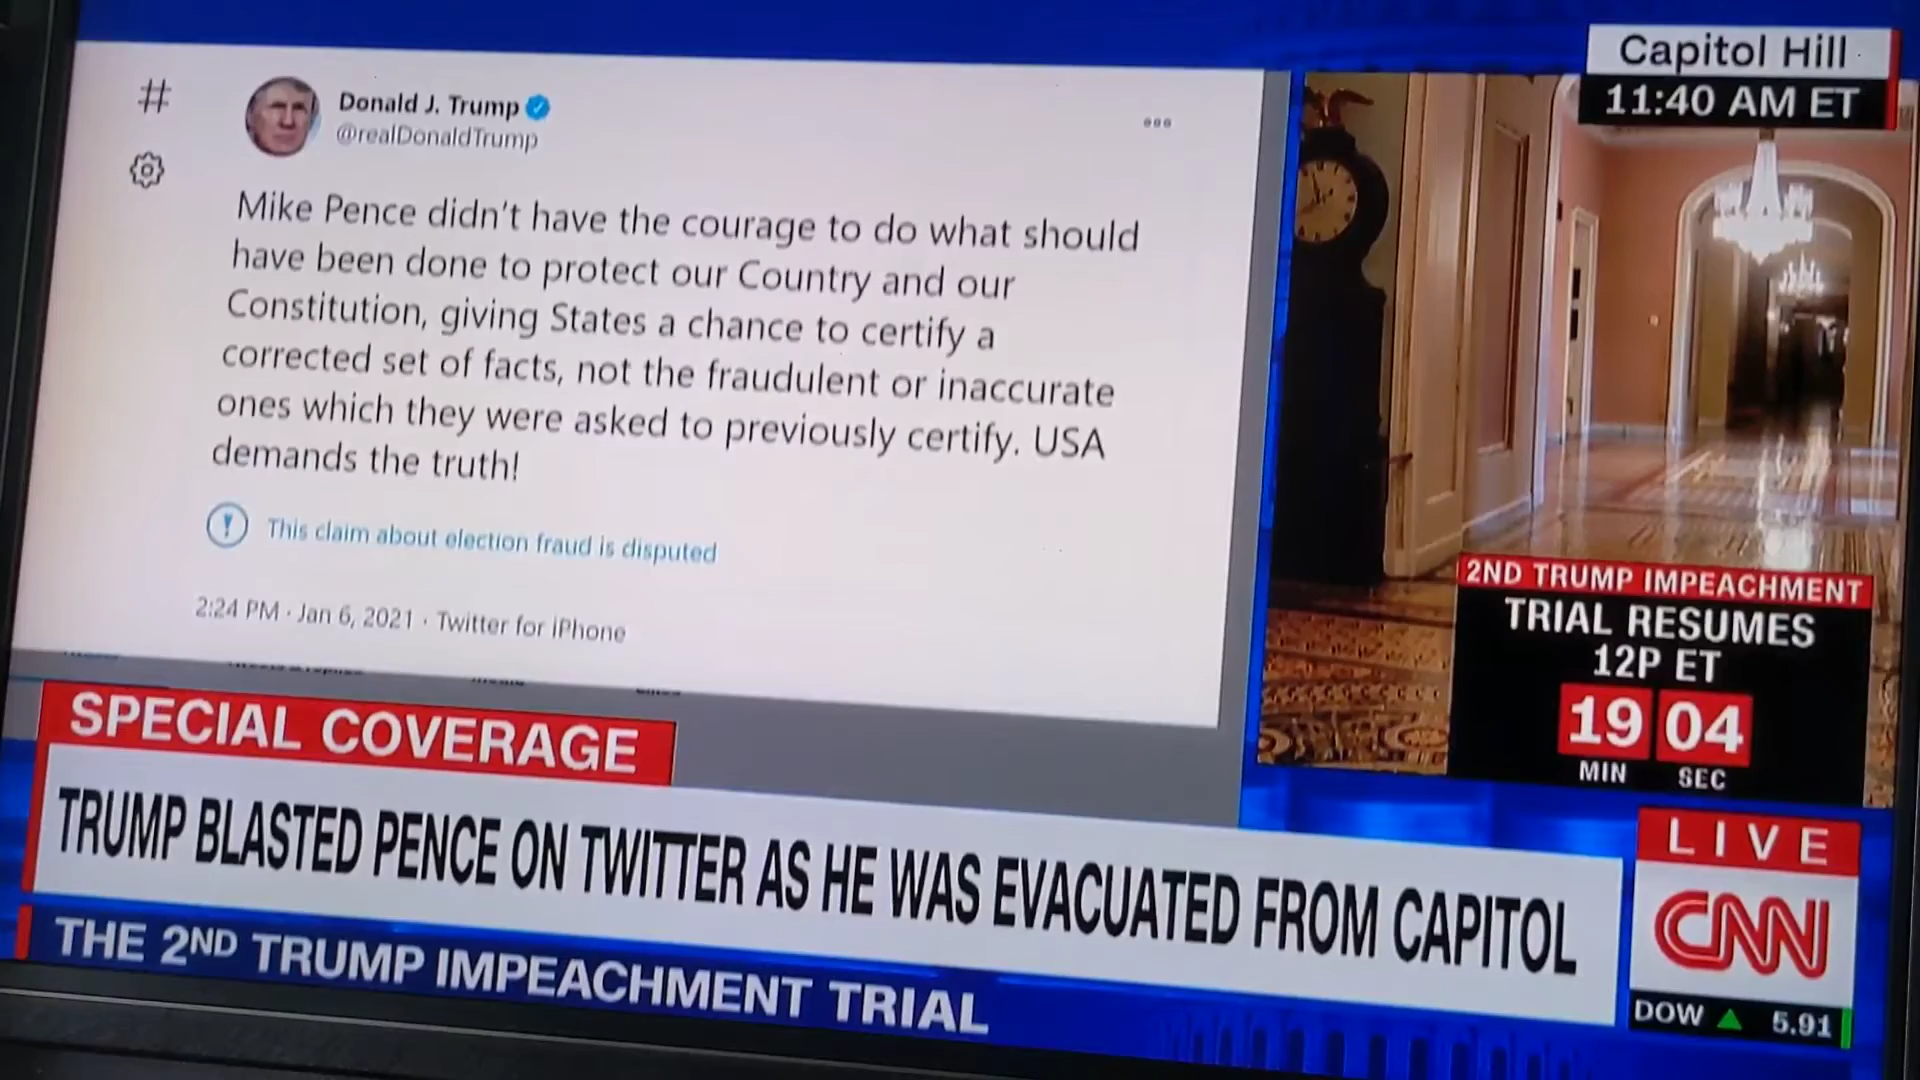 #
Donald J. Trump
@realDonaldTrump
Mike Pence didn't have the courage to do what should
have been done to protect our Country and our
Constitution, giving States a chance to certify a
corrected set of facts, not the fraudulent or inaccurate
ones which they were asked to previously certify. USA
demands the truth!
This claim about election fraud is disputed
2:24 PM · Jan 6, 2021 · Twitter for iPhone
Capitol Hill
11:40 AM ET
2ND TRUMP IMPEACHMENT
TRIAL RESUMES
12P ET
19 04
MIN SEC
SPECIAL COVERAGE
TRUMP BLASTED PENCE ON TWITTER AS HE WAS EVACUATED FROM CAPITOL
THE 2ND TRUMP IMPEACHMENT TRIAL
LIVE
CNN
DOW ▲ 5.91